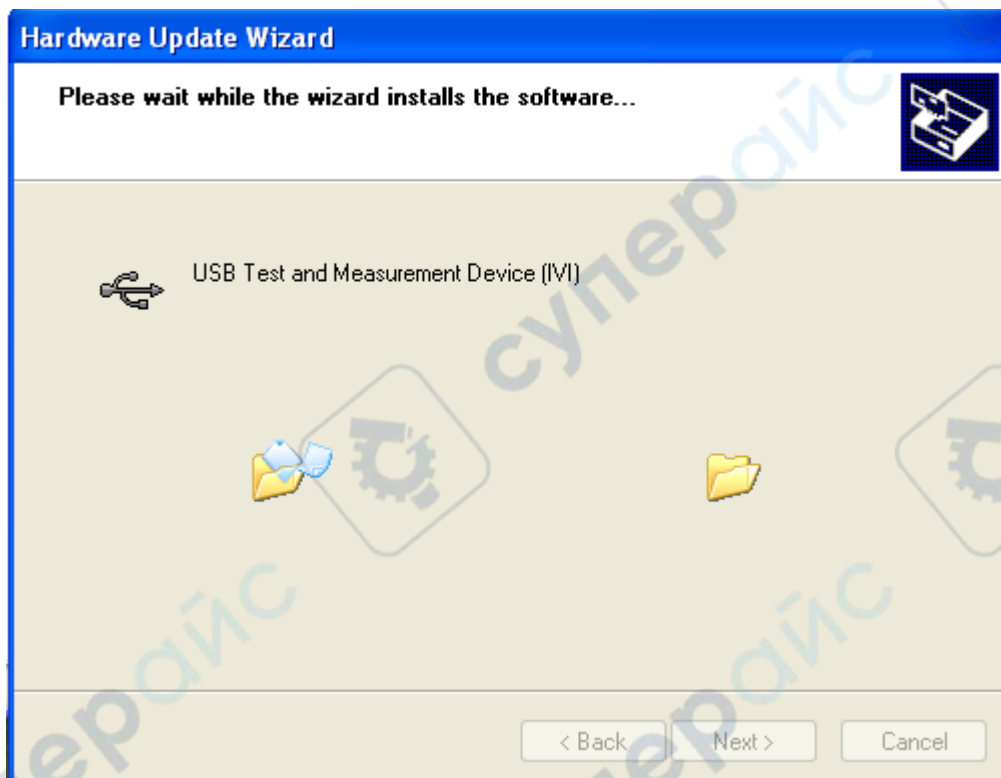 Hardware Update Wizard
Please wait while the wizard installs the software...
USB Test and Measurement Device (IVI)
< Back
Next >
Cancel
суперайс